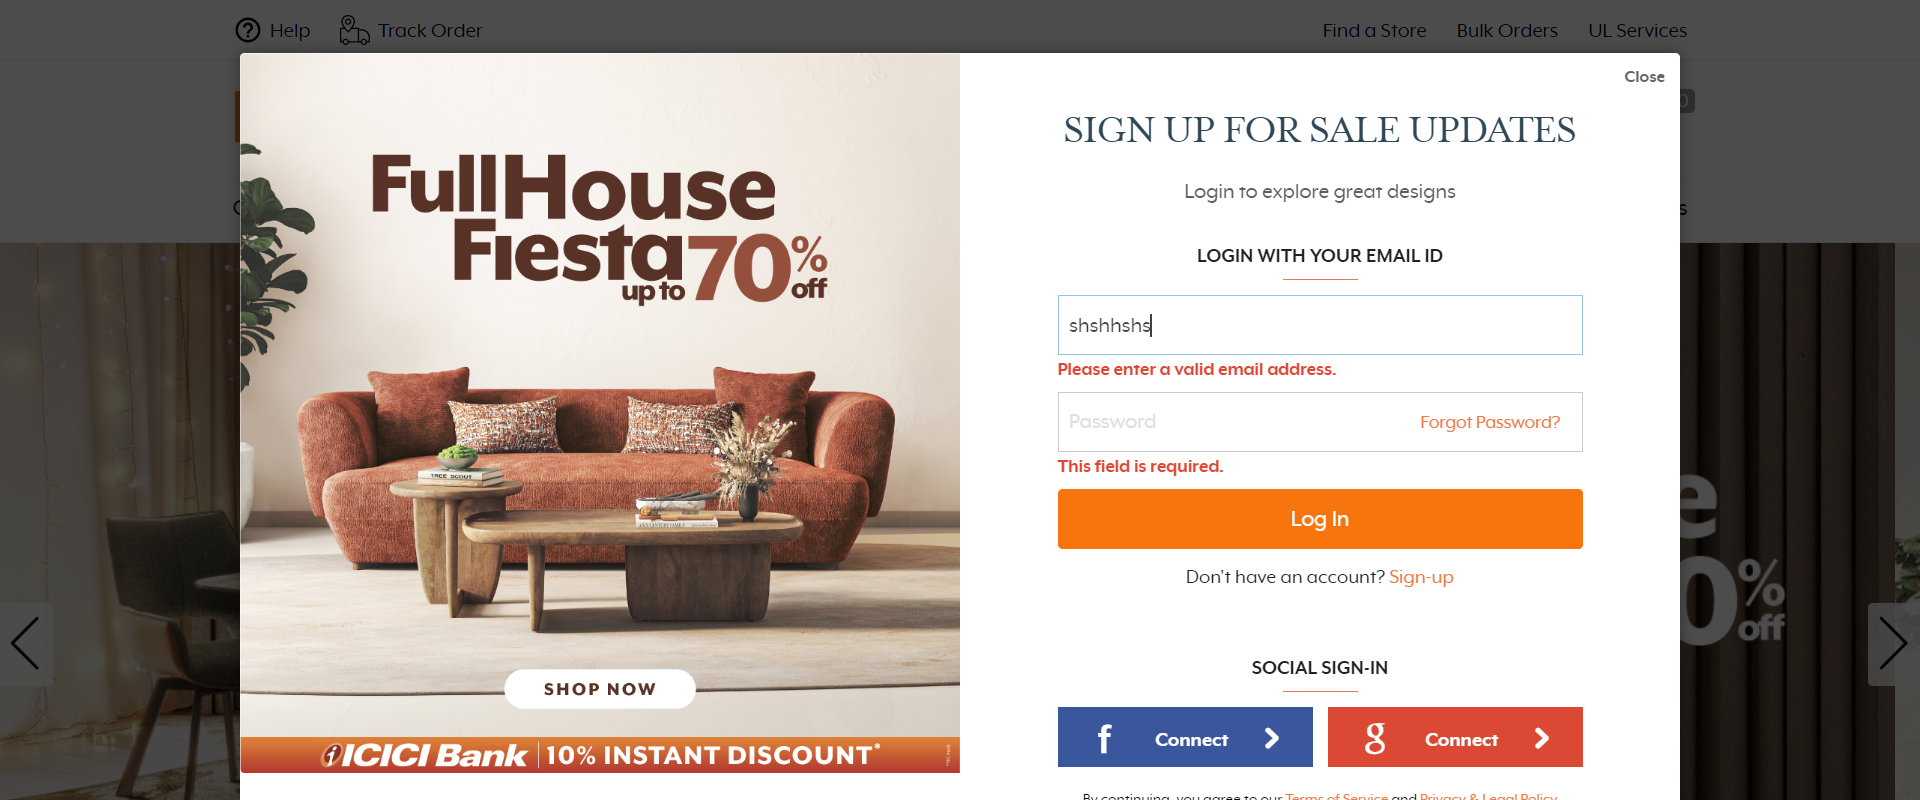 Help
Track Order
Find a Store
Bulk Orders
UL Services
Close
FullHouse
Fiesta
up to 70% off
TREE SCOUT
SHOP NOW
ICICI Bank 10% INSTANT DISCOUNT*
SIGN UP FOR SALE UPDATES
Login to explore great designs
LOGIN WITH YOUR EMAIL ID
shshhshs
Please enter a valid email address.
Password
Forgot Password?
This field is required.
Log In
Don't have an account? Sign-up
SOCIAL SIGN-IN
f Connect
g Connect
By continuing, you agree to our Terms of Service and Privacy & Legal Policy
0%
off